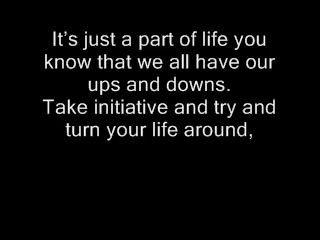 It’s just a part of life you
know that we all have our
ups and downs.
Take initiative and try and
turn your life around,